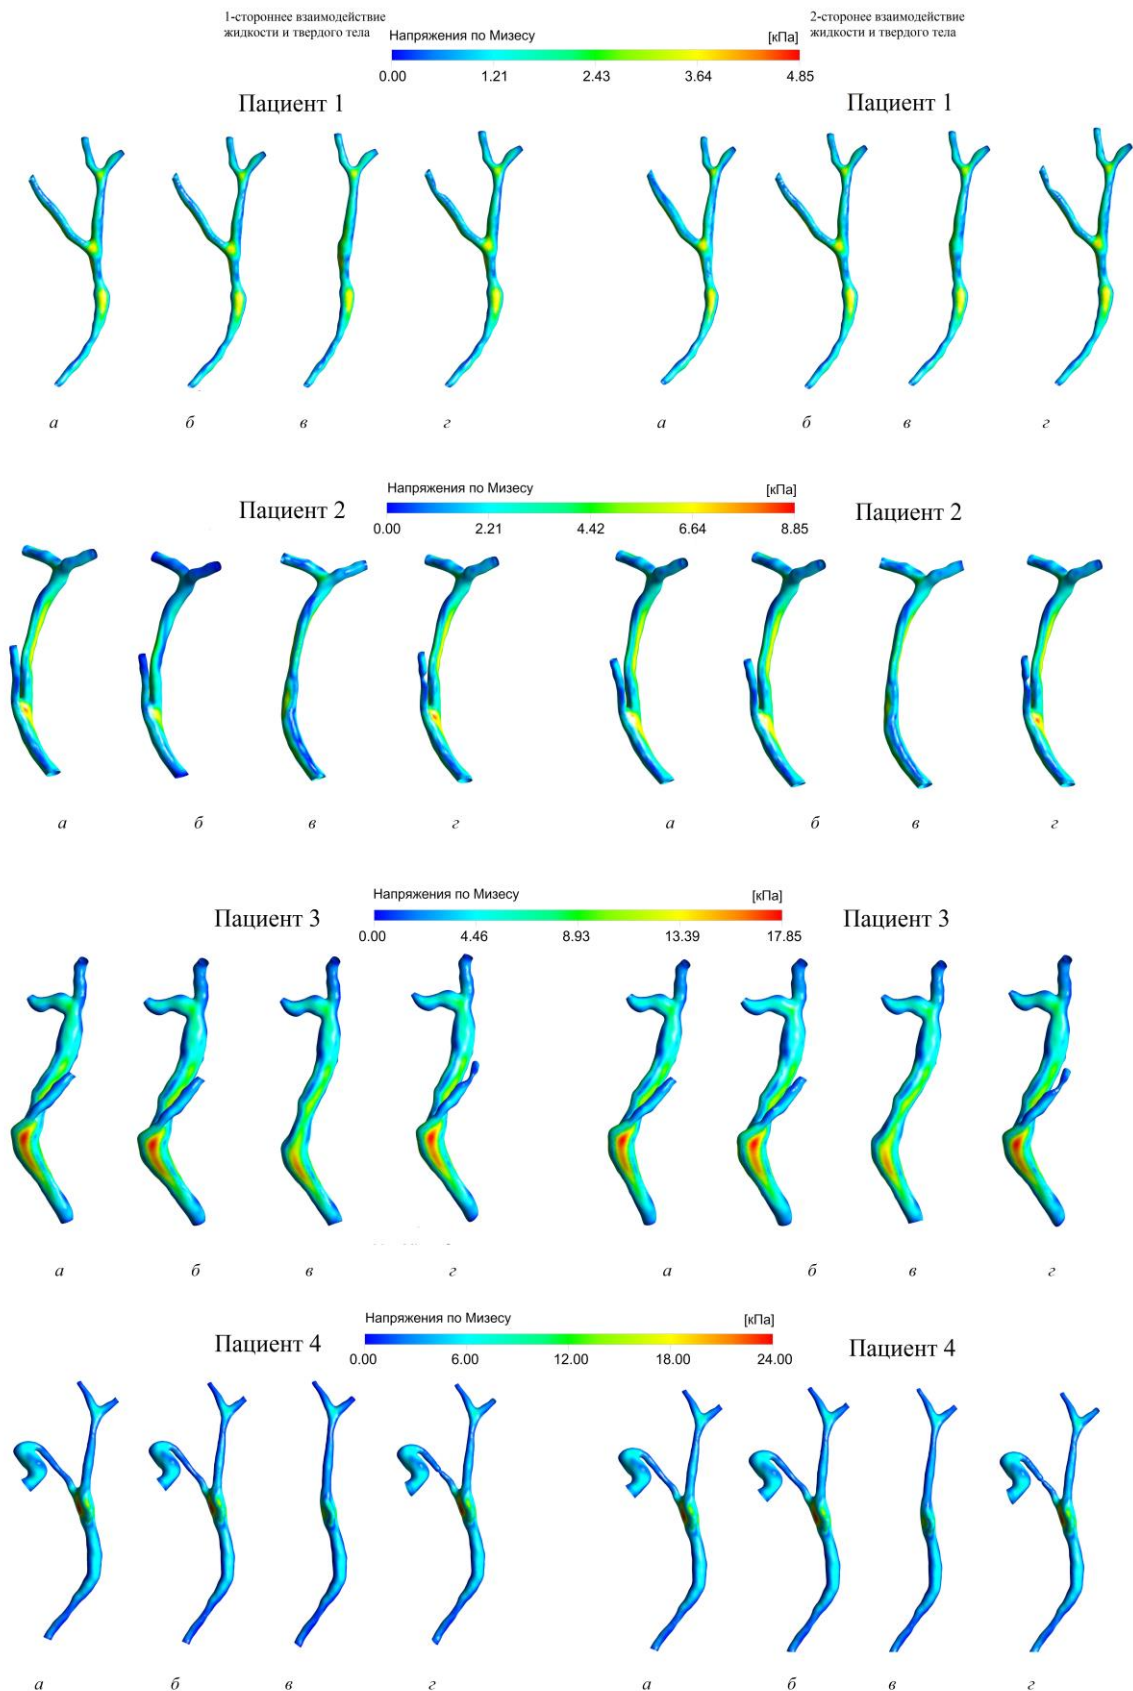 1-стороннее взаимодействие
жидкости и твердого тела
Напряжения по Мизесу [кПа]
0.00 1.21 2.43 3.64 4.85
2-сторонее взаимодействие
жидкости и твердого тела
Пациент 1 Пациент 1
а б в г а б в г
Пациент 2 Напряжения по Мизесу [кПа] Пациент 2
0.00 2.21 4.42 6.64 8.85
а б в г а б в г
Напряжения по Мизесу [кПа]
Пациент 3 Пациент 3
0.00 4.46 8.93 13.39 17.85
а б в г а б в г
Напряжения по Мизесу [кПа]
Пациент 4 Пациент 4
0.00 6.00 12.00 18.00 24.00
а б в г а б в г